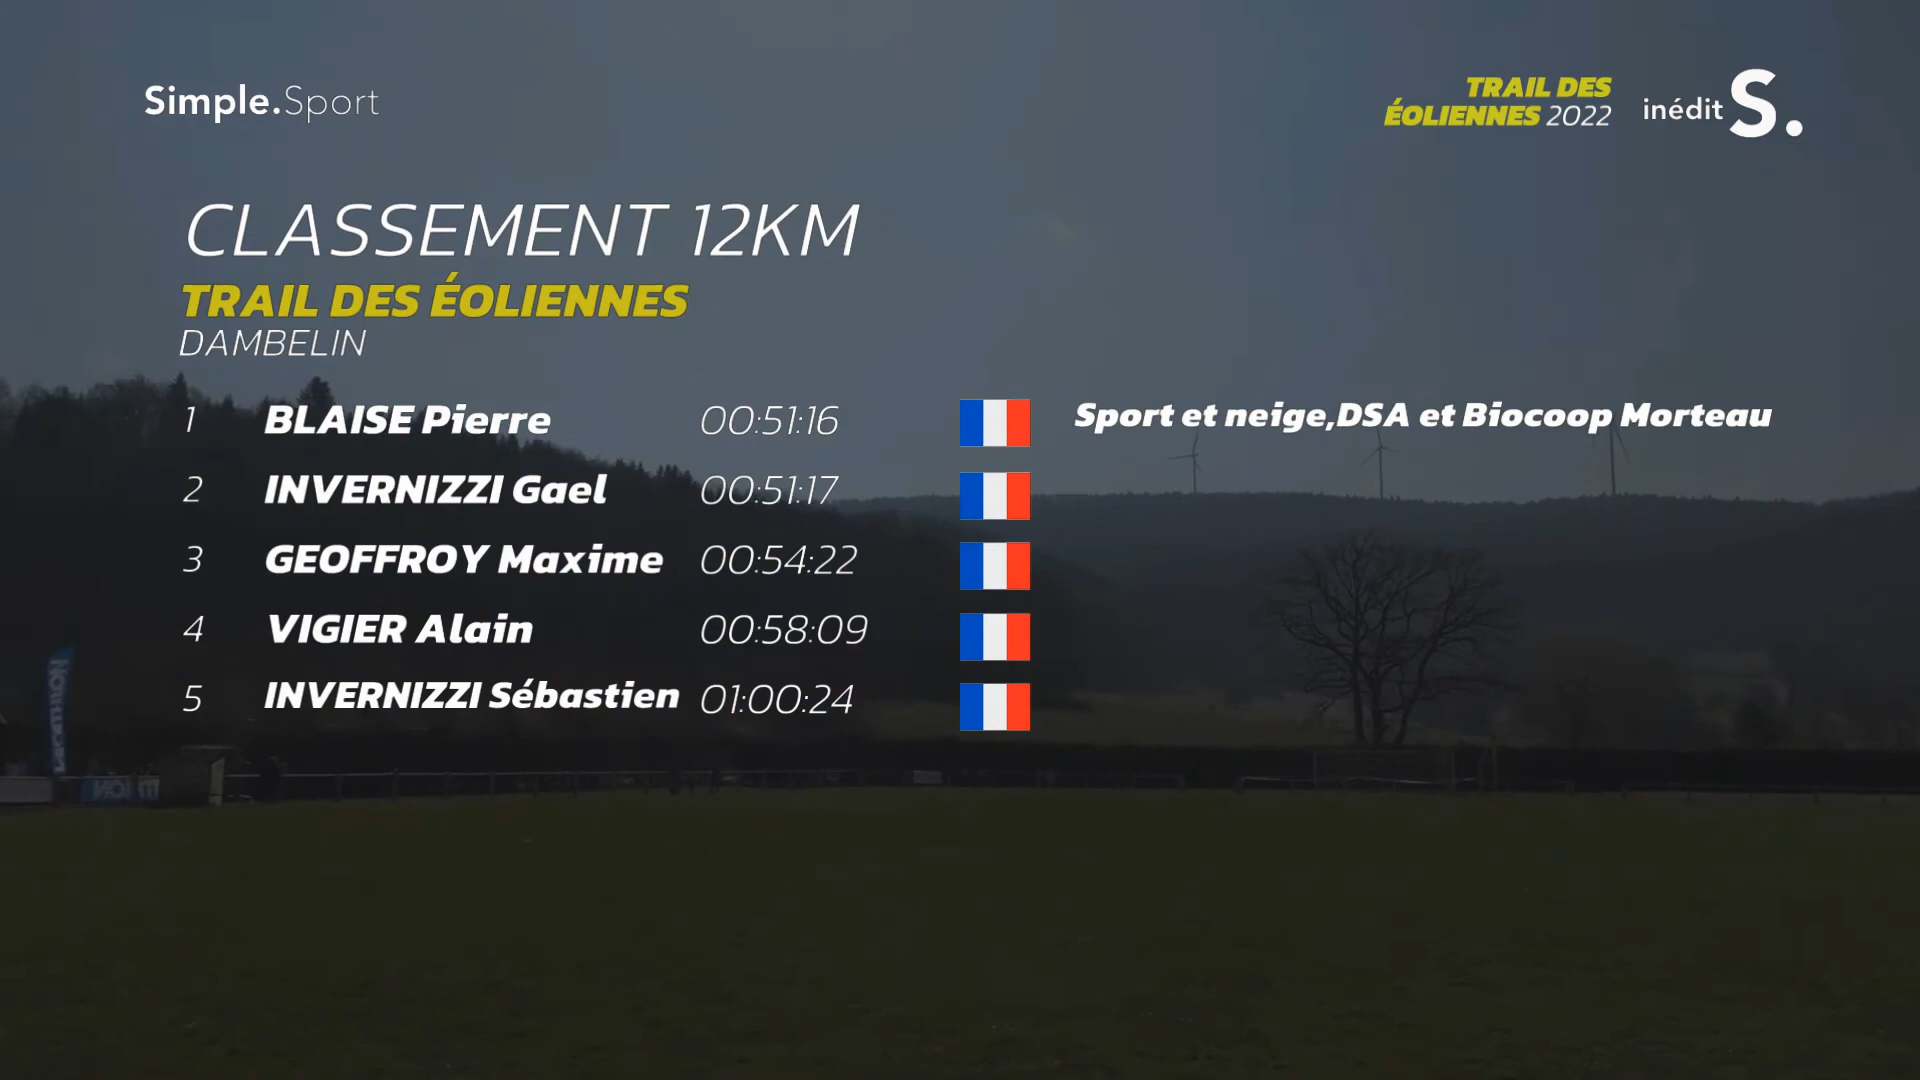 Simple.Sport
TRAIL DES
ÉOLIENNES 2022
inédit S.
CLASSEMENT 12KM
TRAIL DES ÉOLIENNES
DAMBELIN
1 BLAISE Pierre 00:51:16 Sport et neige,DSA et Biocoop Morteau
2 INVERNIZZI Gael 00:51:17
3 GEOFFROY Maxime 00:54:22
4 VIGIER Alain 00:58:09
5 INVERNIZZI Sébastien 01:00:24